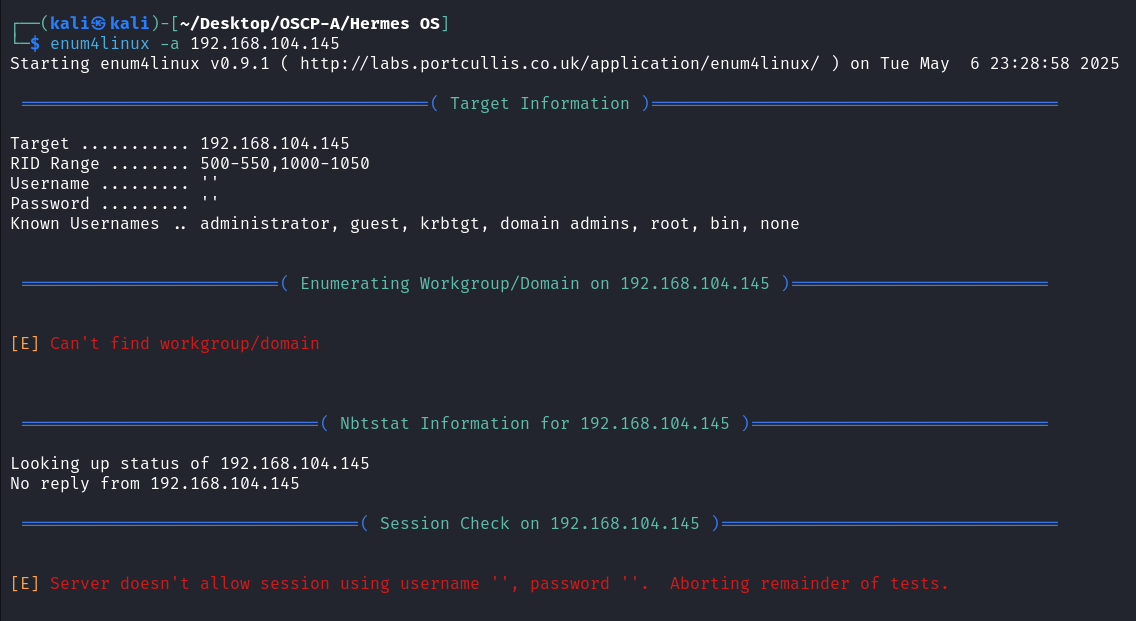 ┌──(kali㉿kali)-[~/Desktop/OSCP-A/Hermes OS]
└─$ enum4linux -a 192.168.104.145
Starting enum4linux v0.9.1 ( http://labs.portcullis.co.uk/application/enum4linux/ ) on Tue May  6 23:28:58 2025
=========================================( Target Information )=========================================
Target ........... 192.168.104.145
RID Range ........ 500-550,1000-1050
Username ......... ''
Password ......... ''
Known Usernames .. administrator, guest, krbtgt, domain admins, root, bin, none
==========================( Enumerating Workgroup/Domain on 192.168.104.145 )==========================
[E] Can't find workgroup/domain
==============================( Nbtstat Information for 192.168.104.145 )==============================
Looking up status of 192.168.104.145
No reply from 192.168.104.145
==================================( Session Check on 192.168.104.145 )==================================
[E] Server doesn't allow session using username '', password ''.  Aborting remainder of tests.